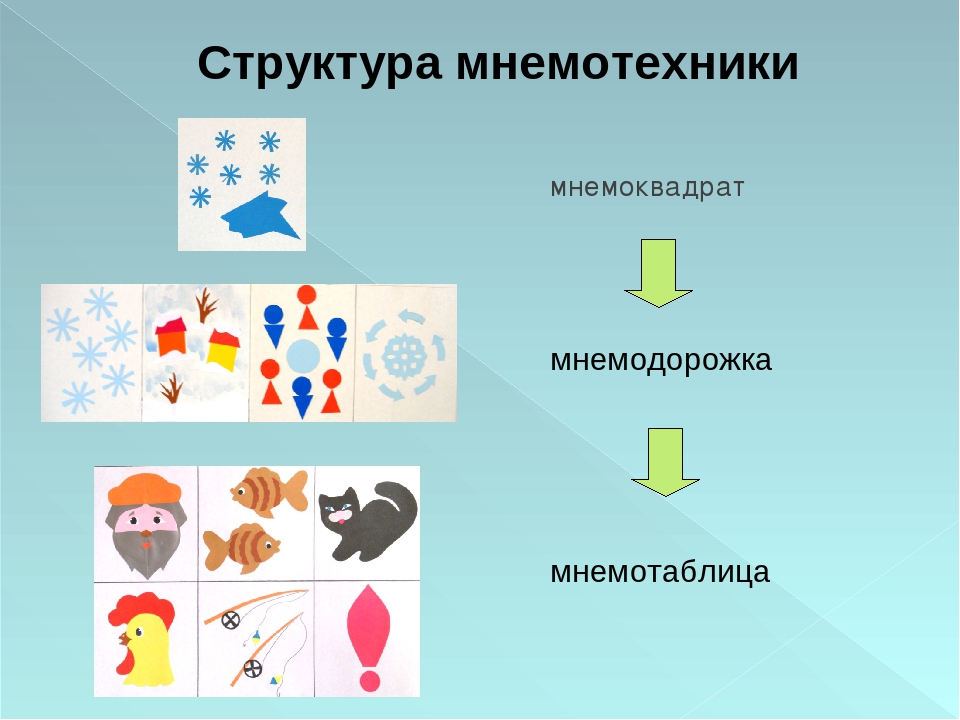 Структура мнемотехники
мнемоквадрат
мнемодорожка
мнемотаблица